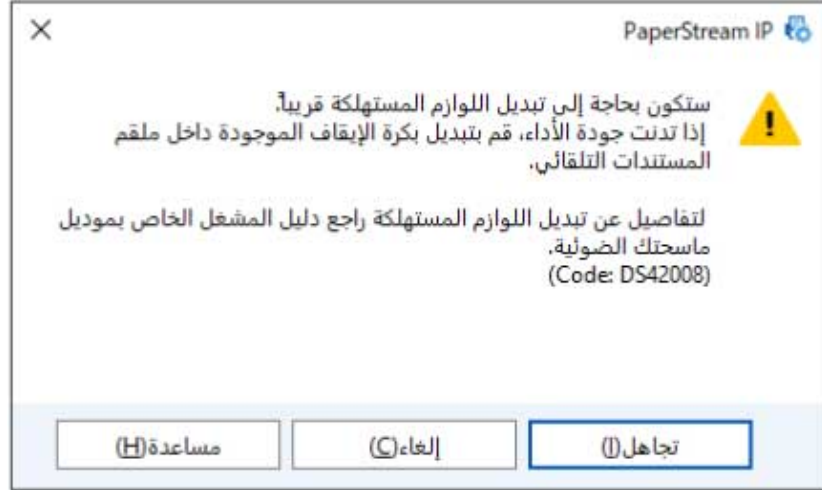 PaperStream IP
ستكون بحاجة إلى تبديل اللوازم المستهلكة قريباً.
إذا تدنت جودة الأداء، قم بتبديل بكرة الإيقاف الموجودة داخل ملقم
المستندات التلقائي.
لتفاصيل عن تبديل اللوازم المستهلكة راجع دليل المشغل الخاص بموديل
ماسحتك الضوئية.
(Code: DS42008)
تجاهل(I)
إلغاء(C)
مساعدة(H)